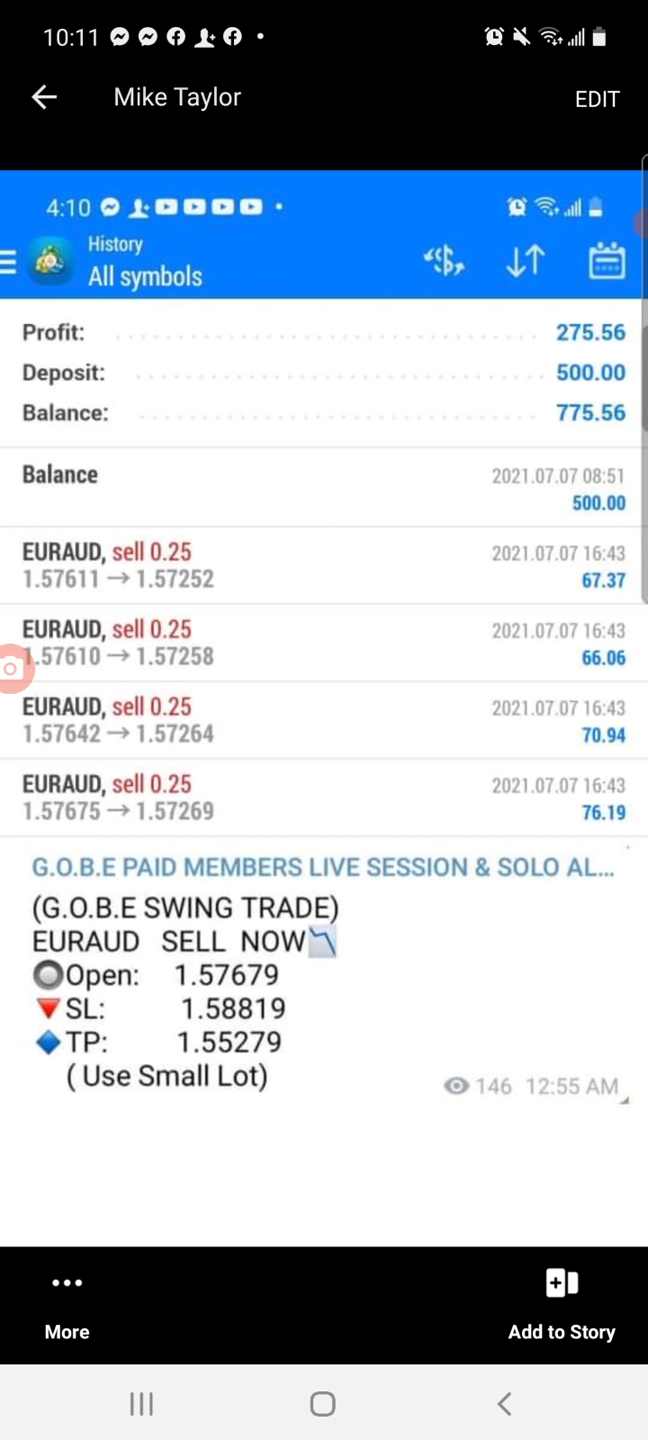 10:11
Mike Taylor
EDIT
4:10
History
All symbols
Profit: 275.56
Deposit: 500.00
Balance: 775.56
Balance 2021.07.07 08:51
500.00
EURAUD, sell 0.25 2021.07.07 16:43
1.57611 → 1.57252 67.37
EURAUD, sell 0.25 2021.07.07 16:43
1.57610 → 1.57258 66.06
EURAUD, sell 0.25 2021.07.07 16:43
1.57642 → 1.57264 70.94
EURAUD, sell 0.25 2021.07.07 16:43
1.57675 → 1.57269 76.19
G.O.B.E PAID MEMBERS LIVE SESSION & SOLO AL...
(G.O.B.E SWING TRADE)
EURAUD SELL NOW📉
🔘Open: 1.57679
🔻SL: 1.58819
🔷TP: 1.55279
( Use Small Lot)
146 12:55 AM
More
Add to Story